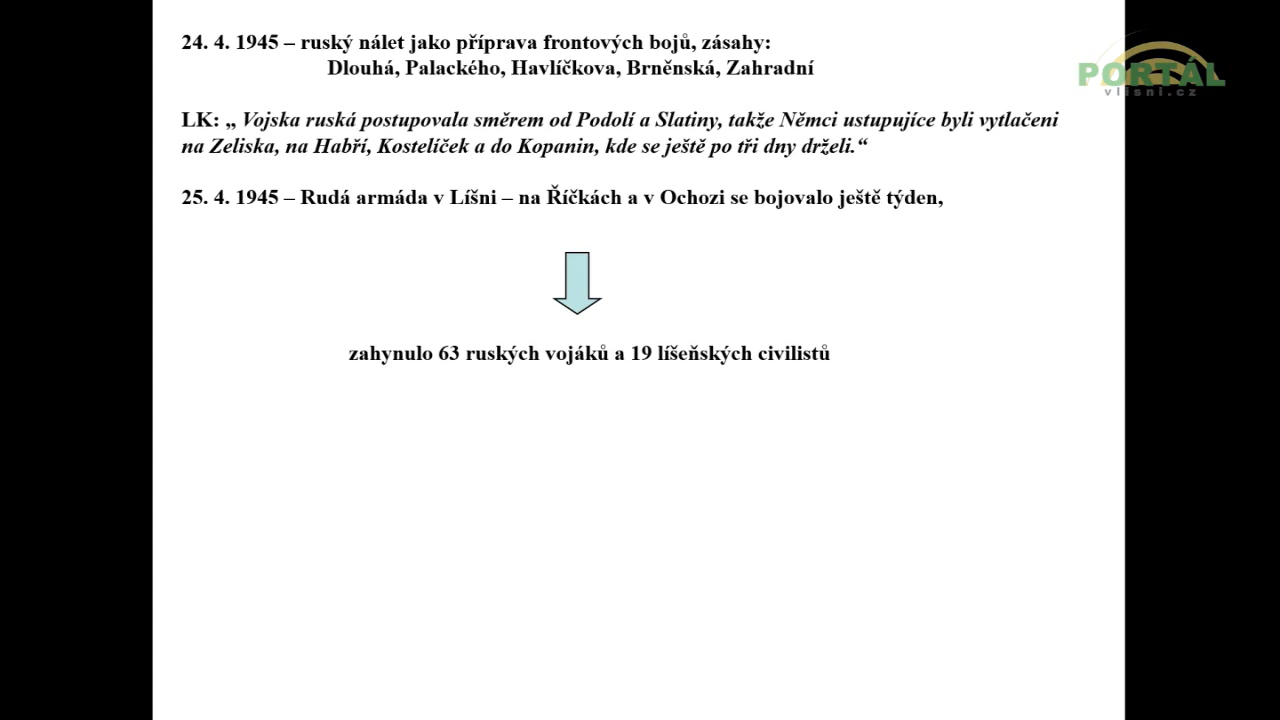 24. 4. 1945 – ruský nálet jako příprava frontových bojů, zásahy:
Dlouhá, Palackého, Havlíčkova, Brněnská, Zahradní
PORTÁL
vlisni.cz
LK: „ Vojska ruská postupovala směrem od Podolí a Slatiny, takže Němci ustupujíce byli vytlačeni
na Zeliska, na Habří, Kostelíček a do Kopanin, kde se ještě po tři dny drželi.“
25. 4. 1945 – Rudá armáda v Líšni – na Říčkách a v Ochozi se bojovalo ještě týden,
zahynulo 63 ruských vojáků a 19 líšeňských civilistů